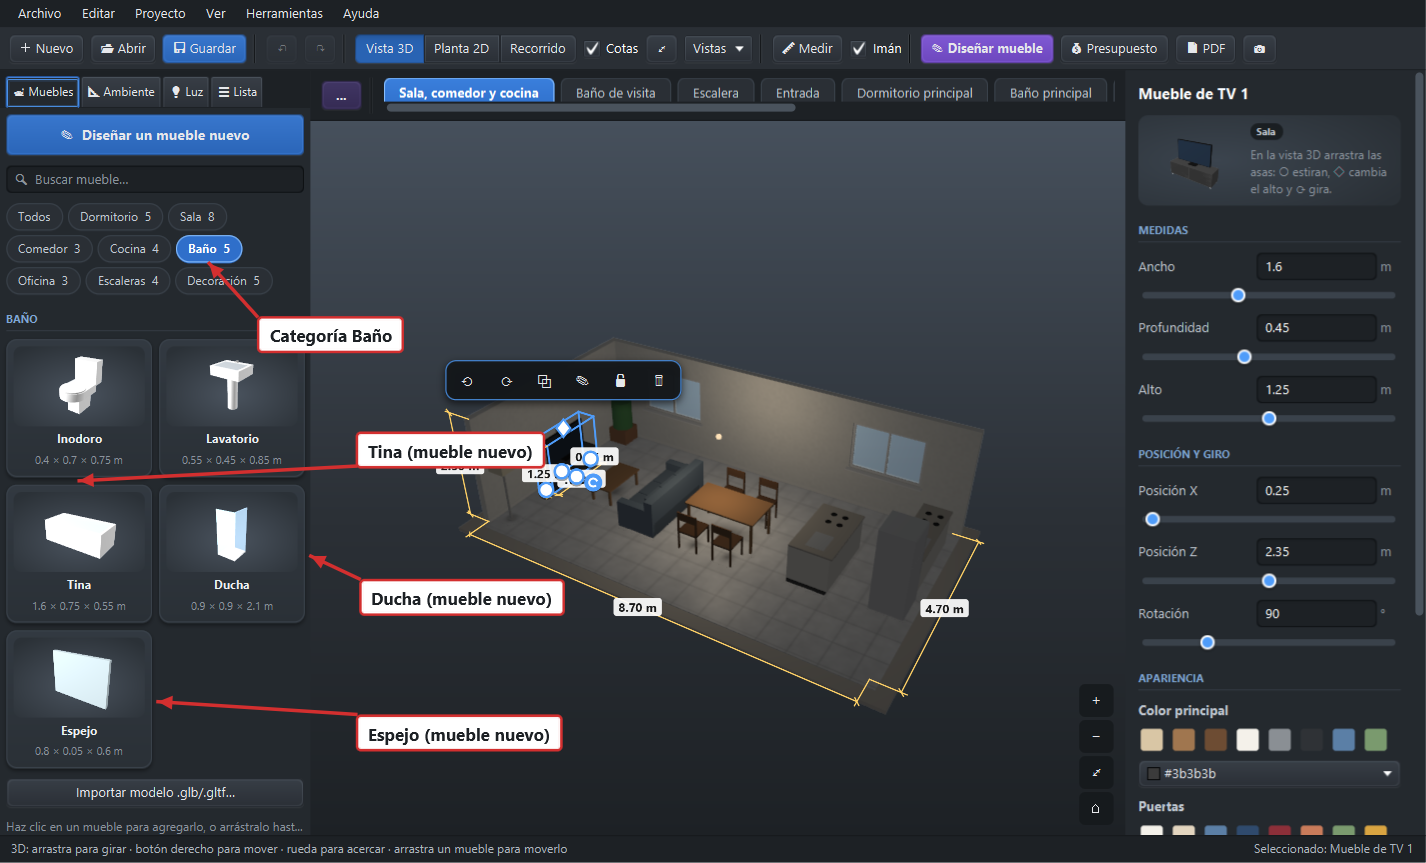 Archivo Editar Proyecto Ver Herramientas Ayuda
Nuevo Abrir Guardar Vista 3D Planta 2D Recorrido Cotas Vistas Medir Imán Diseñar mueble Presupuesto PDF
Muebles Ambiente Luz Lista
... Sala, comedor y cocina Baño de visita Escalera Entrada Dormitorio principal Baño principal
Diseñar un mueble nuevo
Buscar mueble...
Todos Dormitorio 5 Sala 8
Comedor 3 Cocina 4 Baño 5
Oficina 3 Escaleras 4 Decoración 5
Categoría Baño
BAÑO
Inodoro
0.4 × 0.7 × 0.75 m
Lavatorio
0.55 × 0.45 × 0.85 m
Tina (mueble nuevo)
Tina
1.6 × 0.75 × 0.55 m
Ducha
0.9 × 0.9 × 2.1 m
Ducha (mueble nuevo)
Espejo
0.8 × 0.05 × 0.6 m
Espejo (mueble nuevo)
Importar modelo .glb/.gltf...
Haz clic en un mueble para agregarlo, o arrástralo hast...
1.25
8.70 m
4.70 m
+
−
Mueble de TV 1
Sala
En la vista 3D arrastra las
asas: ○ estiran, ◇ cambia
el alto y ⟳ gira.
MEDIDAS
Ancho 1.6 m
Profundidad 0.45 m
Alto 1.25 m
POSICIÓN Y GIRO
Posición X 0.25 m
Posición Z 2.35 m
Rotación 90 °
APARIENCIA
Color principal
#3b3b3b
Puertas
3D: arrastra para girar · botón derecho para mover · rueda para acercar · arrastra un mueble para moverlo
Seleccionado: Mueble de TV 1